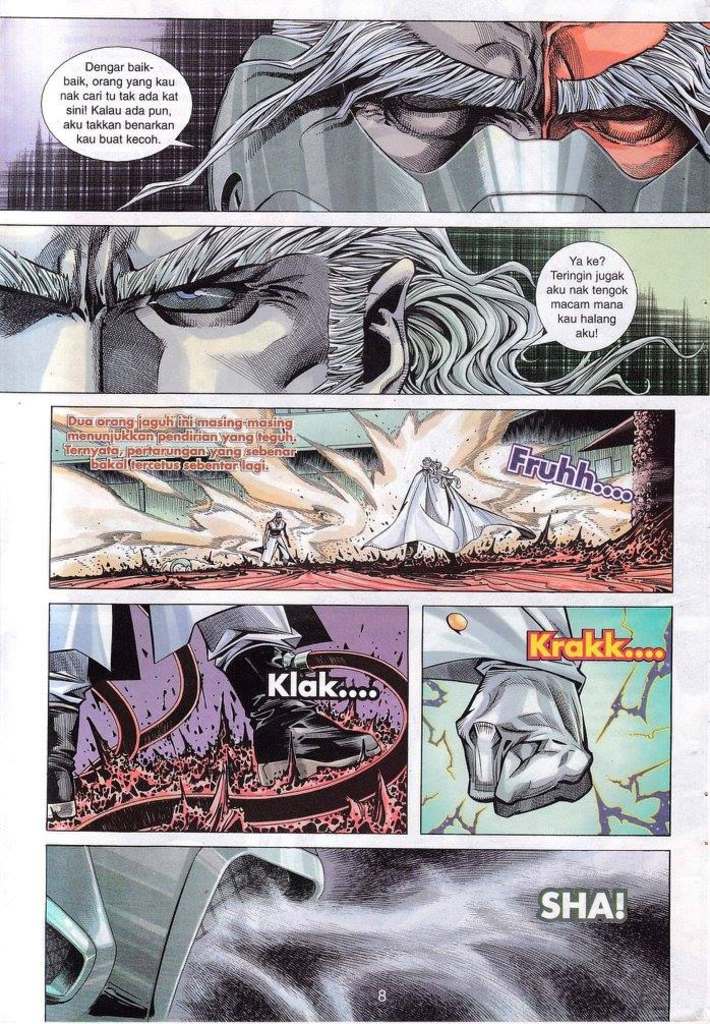 Dengar baik-
baik, orang yang kau
nak cari tu tak ada kat
sini! Kalau ada pun,
aku takkan benarkan
kau buat kecoh.
Ya ke?
Teringin jugak
aku nak tengok
macam mana
kau halang
aku!
Dua orang jaguh ini masing-masing
menunjukkan pendirian yang teguh.
Ternyata, pertarungan yang sebenar
bakal tercetus sebentar lagi.
Fruhh....
Klak....
Krakk....
SHA!
8